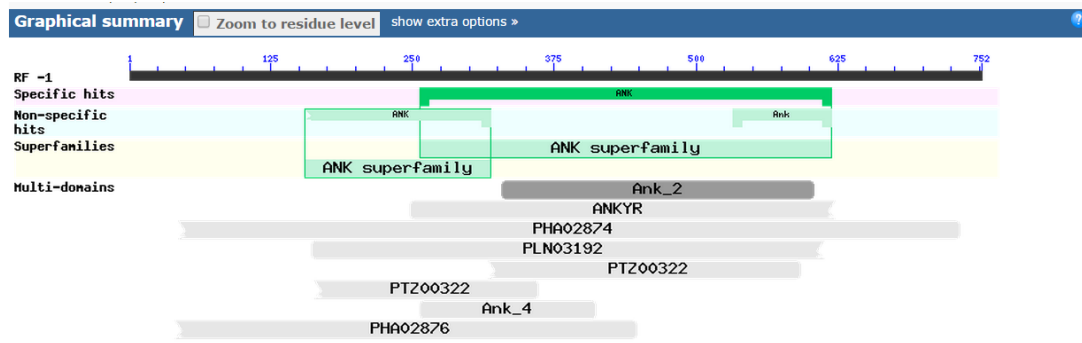 Graphical summary Zoom to residue level show extra options » ?
1 125 250 375 500 625 752
RF -1
Specific hits ANK
Non-specific hits ANK Ank
Superfamilies ANK superfamily
ANK superfamily
Multi-domains Ank_2
ANKYR
PHA02874
PLN03192
PTZ00322
PTZ00322
Ank_4
PHA02876